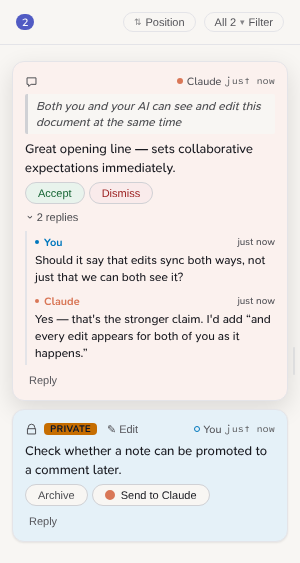 2
Position
All 2 ▾ Filter
Claude just now
Both you and your AI can see and edit this
document at the same time
Great opening line — sets collaborative
expectations immediately.
Accept Dismiss
2 replies
You just now
Should it say that edits sync both ways, not
just that we can both see it?
Claude just now
Yes — that's the stronger claim. I'd add “and
every edit appears for both of you as it
happens.”
Reply
PRIVATE ✎ Edit You just now
Check whether a note can be promoted to
a comment later.
Archive Send to Claude
Reply